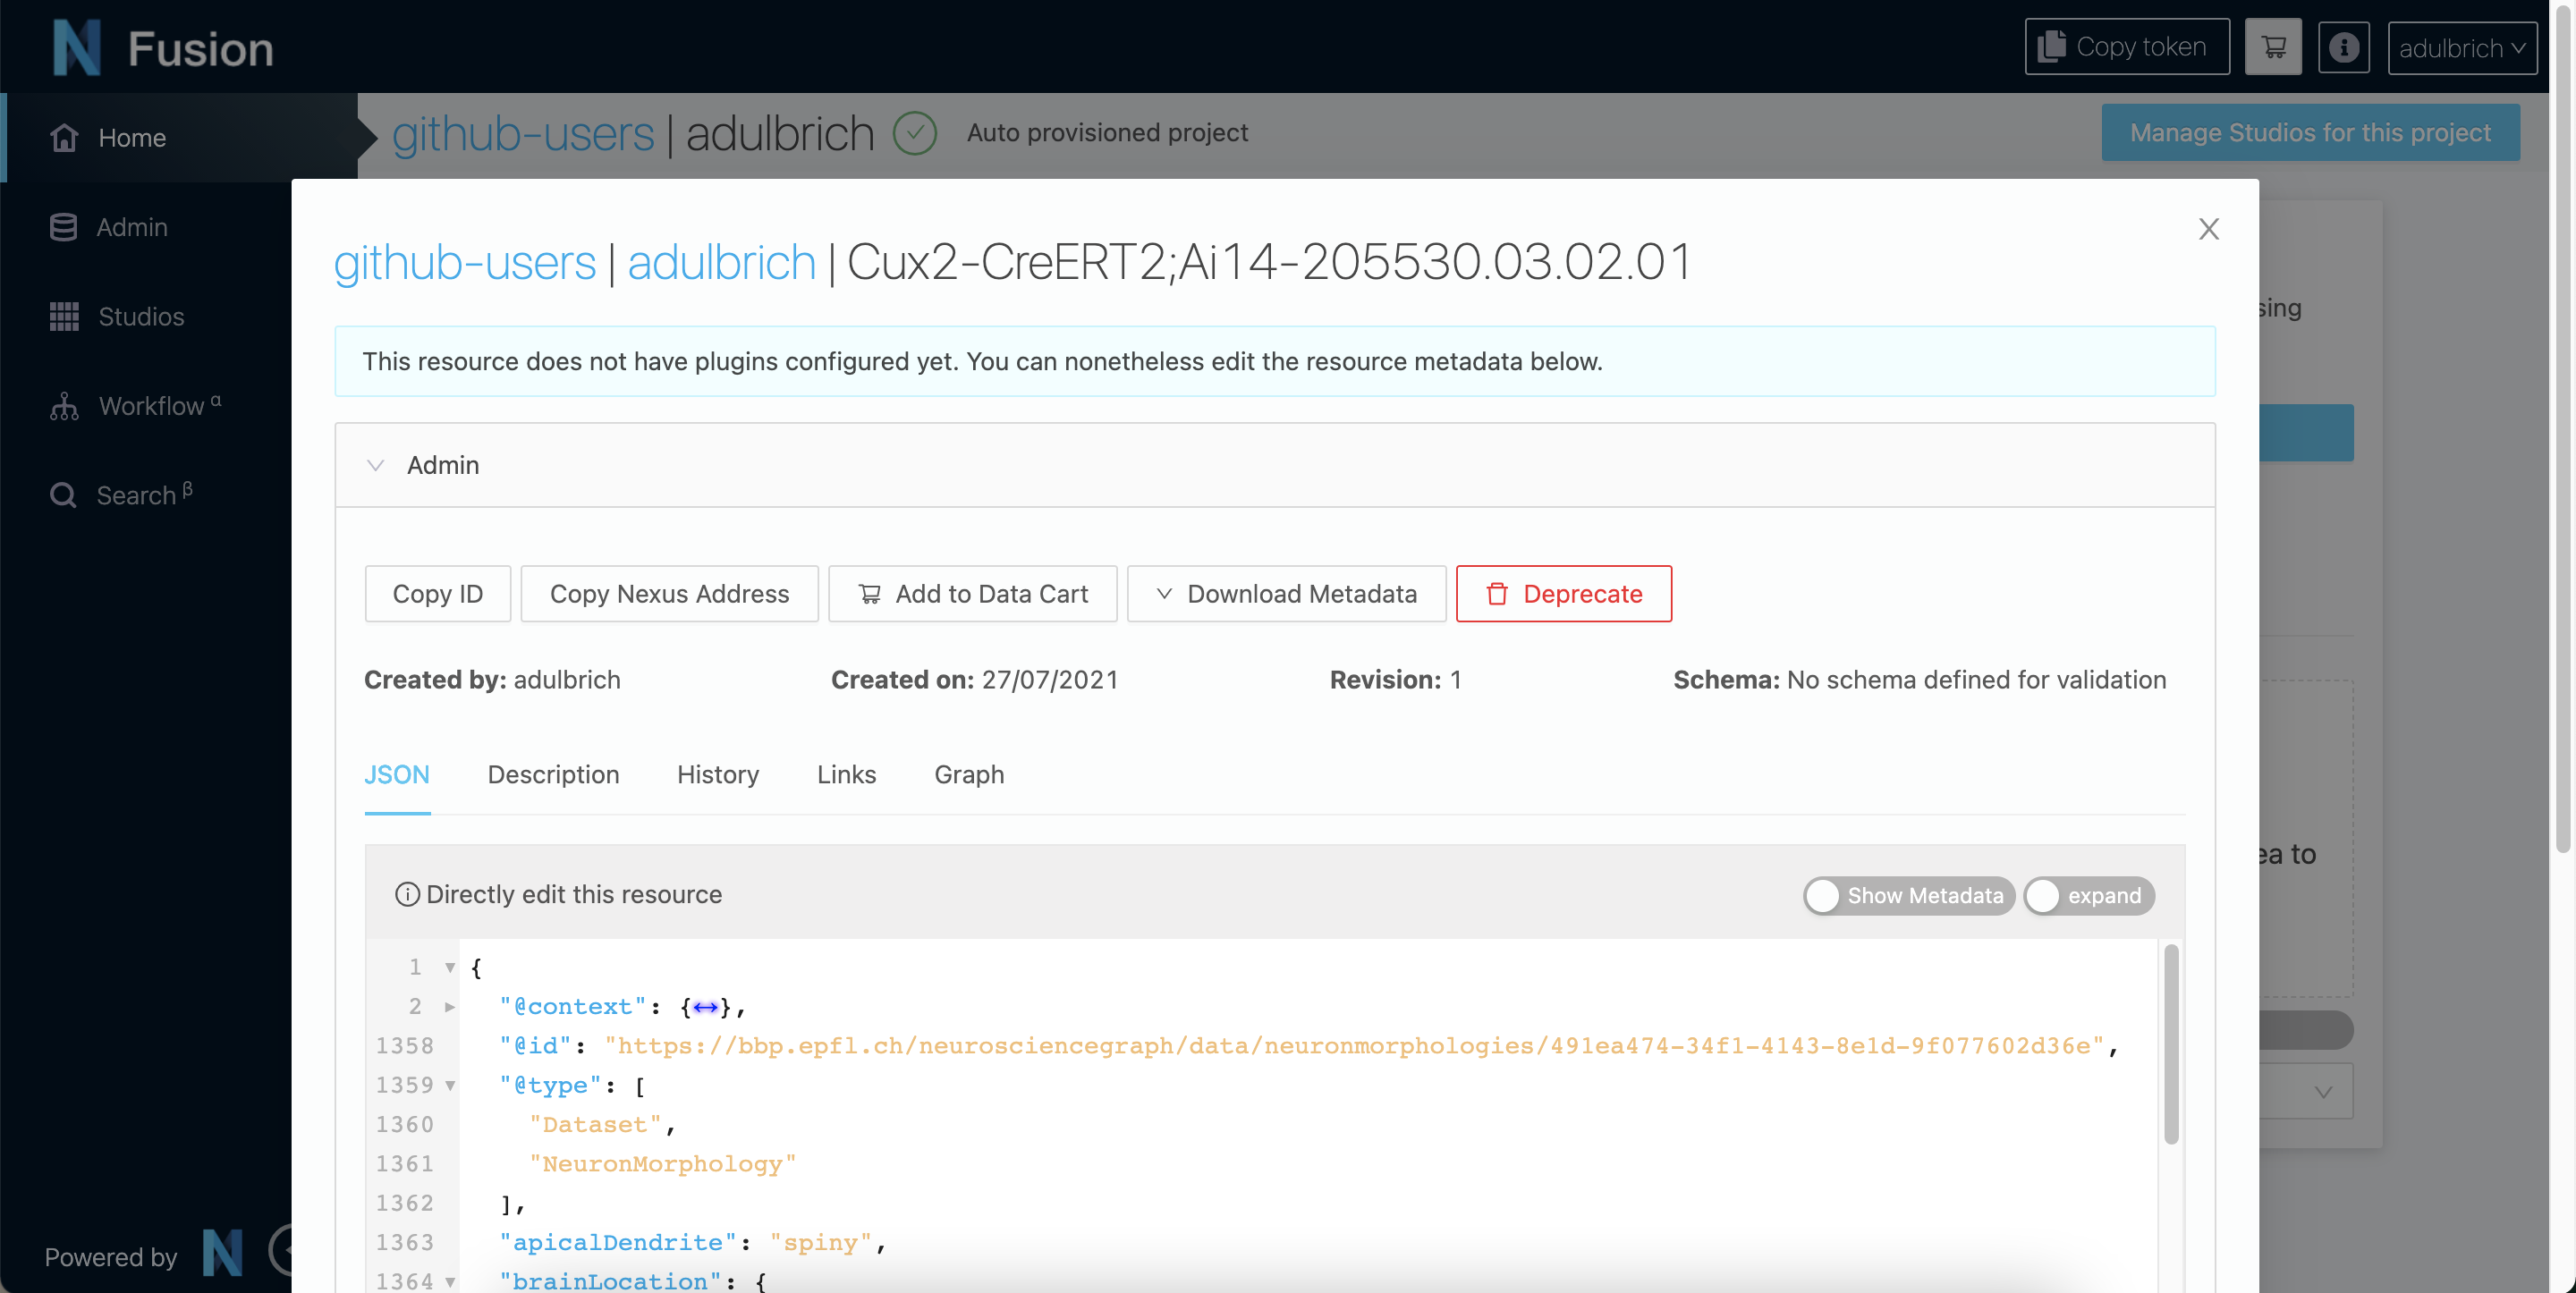 Fusion
Copy token
adulbrich
Home
Admin
Studios
Workflow α
Search β
Powered by
github-users | adulbrich
Auto provisioned project
Manage Studios for this project
sing
ea to
github-users | adulbrich | Cux2-CreERT2;Ai14-205530.03.02.01
This resource does not have plugins configured yet. You can nonetheless edit the resource metadata below.
Admin
Copy ID
Copy Nexus Address
Add to Data Cart
Download Metadata
Deprecate
Created by: adulbrich
Created on: 27/07/2021
Revision: 1
Schema: No schema defined for validation
JSON
Description
History
Links
Graph
Directly edit this resource
Show Metadata
expand
1 {
2 "@context": {↔},
1358 "@id": "https://bbp.epfl.ch/neurosciencegraph/data/neuronmorphologies/491ea474-34f1-4143-8e1d-9f077602d36e",
1359 "@type": [
1360 "Dataset",
1361 "NeuronMorphology"
1362 ],
1363 "apicalDendrite": "spiny",
1364 "brainLocation": {